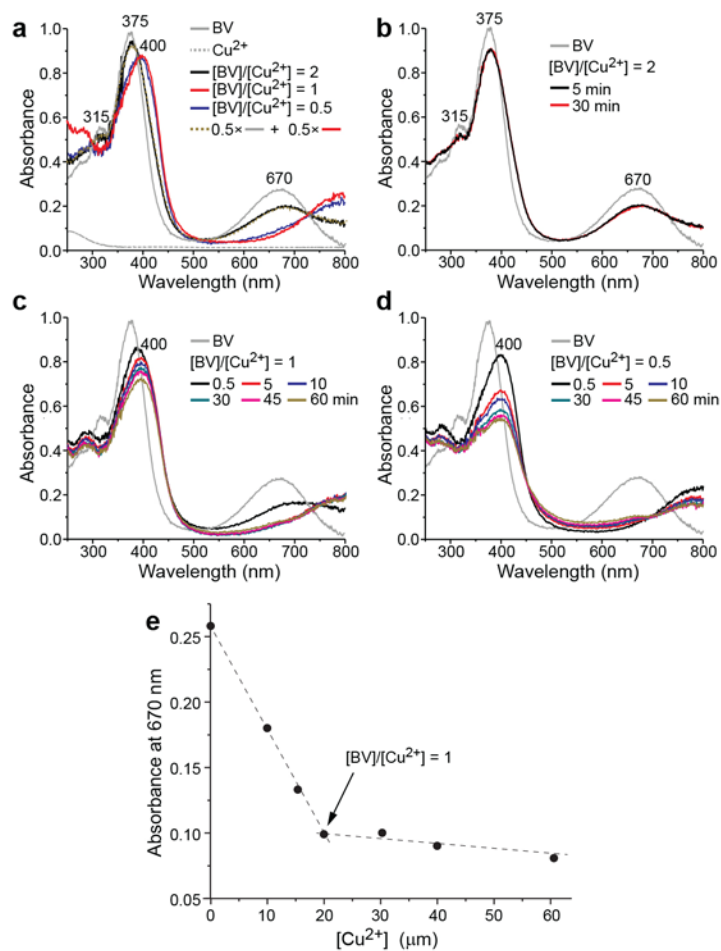 a
375
400
315
670
BV
Cu²⁺
[BV]/[Cu²⁺] = 2
[BV]/[Cu²⁺] = 1
[BV]/[Cu²⁺] = 0.5
0.5× + 0.5×
1.0
0.8
0.6
0.4
0.2
0.0
Absorbance
300 400 500 600 700 800
Wavelength (nm)
b
375
315
670
BV
[BV]/[Cu²⁺] = 2
5 min
30 min
1.0
0.8
0.6
0.4
0.2
0.0
Absorbance
300 400 500 600 700 800
Wavelength (nm)
c
400
BV
[BV]/[Cu²⁺] = 1
0.5 5 10
30 45 60 min
1.0
0.8
0.6
0.4
0.2
0.0
Absorbance
300 400 500 600 700 800
Wavelength (nm)
d
400
BV
[BV]/[Cu²⁺] = 0.5
0.5 5 10
30 45 60 min
1.0
0.8
0.6
0.4
0.2
0.0
Absorbance
300 400 500 600 700 800
Wavelength (nm)
e
0.25
0.20
0.15
0.10
0.05
Absorbance at 670 nm
[BV]/[Cu²⁺] = 1
0 10 20 30 40 50 60
[Cu²⁺] (μm)